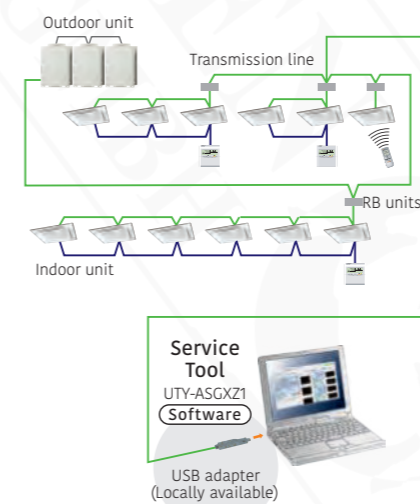 Outdoor unit
Transmission line
RB units
Indoor unit
Service
Tool
UTY-ASGXZ1
Software
USB adapter
(Locally available)